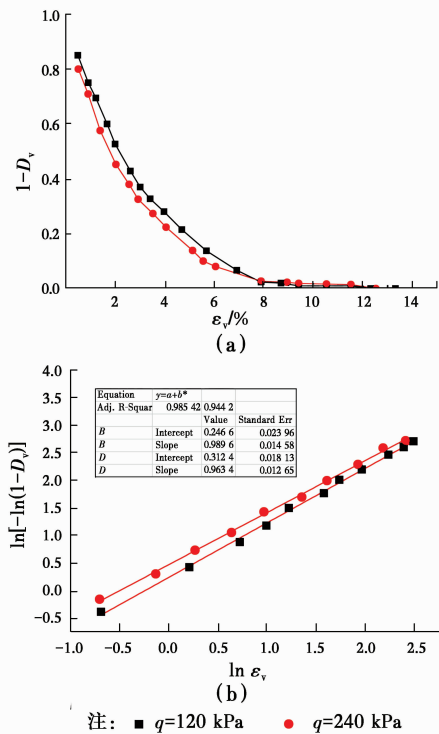 1.0
0.8
0.6
0.4
0.2
0.0
1-Dv
2 4 6 8 10 12 14
εv/%
(a)
4.0
3.5
3.0
2.5
2.0
1.5
1.0
0.5
0.0
-0.5
ln[-ln(1-Dv)]
Equation y=a+b*
Adj. R-Squar 0.985 42 0.944 2
Value Standard Err
B Intercept 0.246 6 0.023 96
B Slope 0.989 6 0.014 58
D Intercept 0.312 4 0.018 13
D Slope 0.963 4 0.012 65
-1.0 -0.5 0.0 0.5 1.0 1.5 2.0 2.5
ln εv
(b)
注: ■ q=120 kPa ● q=240 kPa